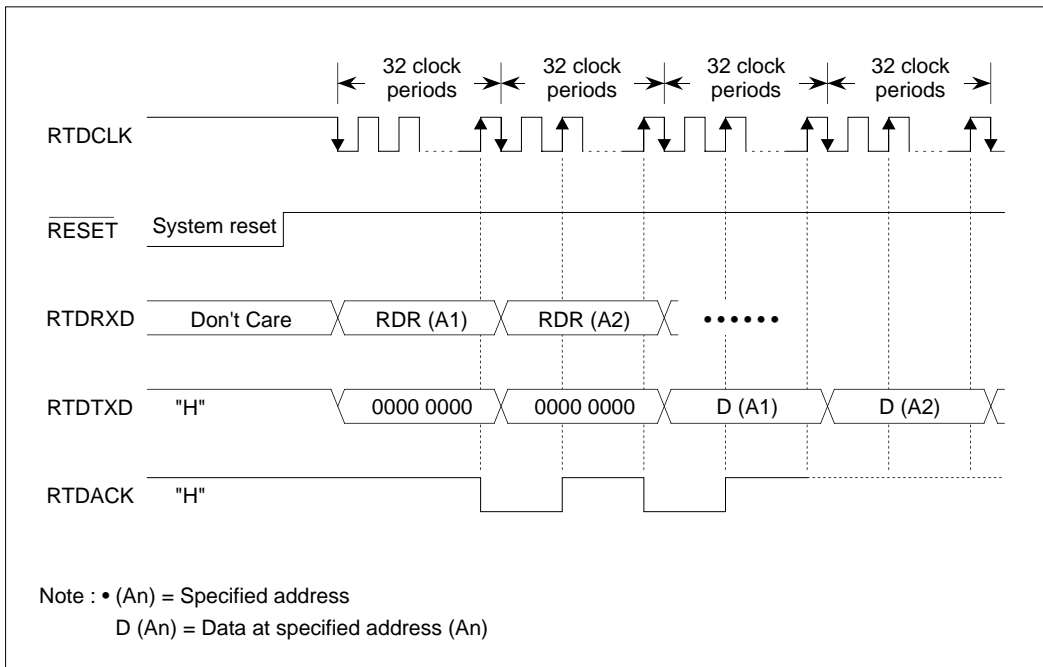 32 clock periods 32 clock periods 32 clock periods 32 clock periods
RTDCLK
RESET System reset
RTDRXD Don't Care RDR (A1) RDR (A2) ••••••
RTDTXD "H" 0000 0000 0000 0000 D (A1) D (A2)
RTDACK "H"
Note : • (An) = Specified address
D (An) = Data at specified address (An)